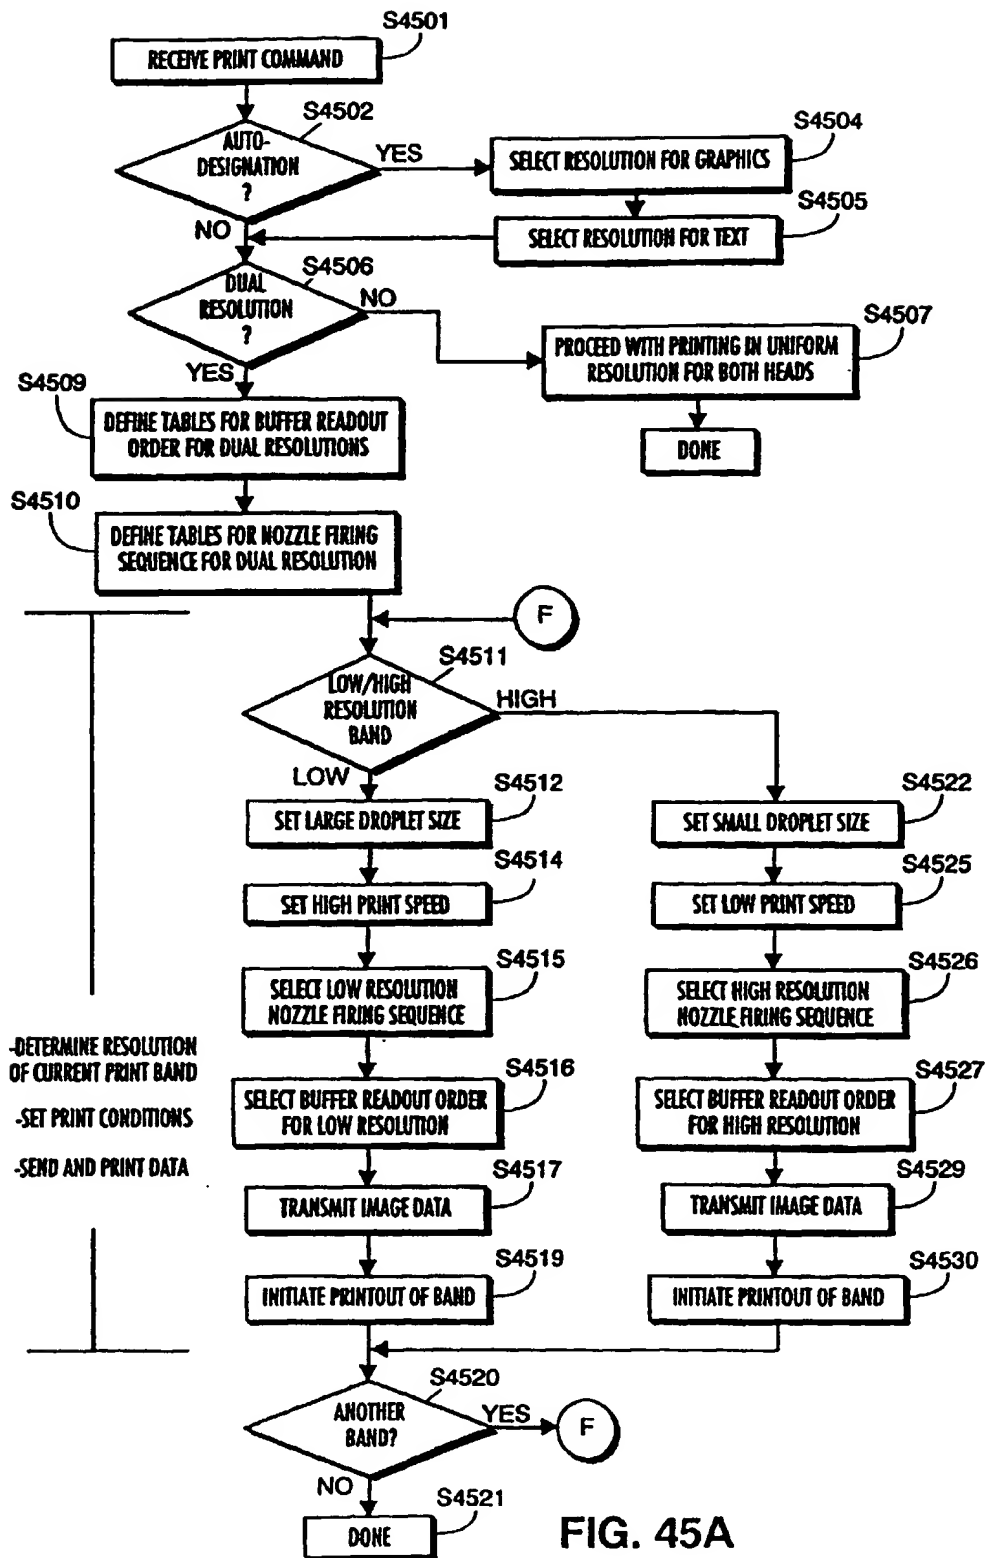 S4501
RECEIVE PRINT COMMAND
S4502
AUTO-
DESIGNATION
?
YES
S4504
SELECT RESOLUTION FOR GRAPHICS
S4505
SELECT RESOLUTION FOR TEXT
NO
S4506
DUAL
RESOLUTION
?
NO
S4507
PROCEED WITH PRINTING IN UNIFORM
RESOLUTION FOR BOTH HEADS
DONE
YES
S4509
DEFINE TABLES FOR BUFFER READOUT
ORDER FOR DUAL RESOLUTIONS
S4510
DEFINE TABLES FOR NOZZLE FIRING
SEQUENCE FOR DUAL RESOLUTION
F
S4511
LOW/HIGH
RESOLUTION
BAND
HIGH
LOW
S4512
SET LARGE DROPLET SIZE
S4514
SET HIGH PRINT SPEED
S4515
SELECT LOW RESOLUTION
NOZZLE FIRING SEQUENCE
S4516
SELECT BUFFER READOUT ORDER
FOR LOW RESOLUTION
S4517
TRANSMIT IMAGE DATA
S4519
INITIATE PRINTOUT OF BAND
S4522
SET SMALL DROPLET SIZE
S4525
SET LOW PRINT SPEED
S4526
SELECT HIGH RESOLUTION
NOZZLE FIRING SEQUENCE
S4527
SELECT BUFFER READOUT ORDER
FOR HIGH RESOLUTION
S4529
TRANSMIT IMAGE DATA
S4530
INITIATE PRINTOUT OF BAND
-DETERMINE RESOLUTION
OF CURRENT PRINT BAND
-SET PRINT CONDITIONS
-SEND AND PRINT DATA
S4520
ANOTHER
BAND?
YES
F
NO
S4521
DONE
FIG. 45A